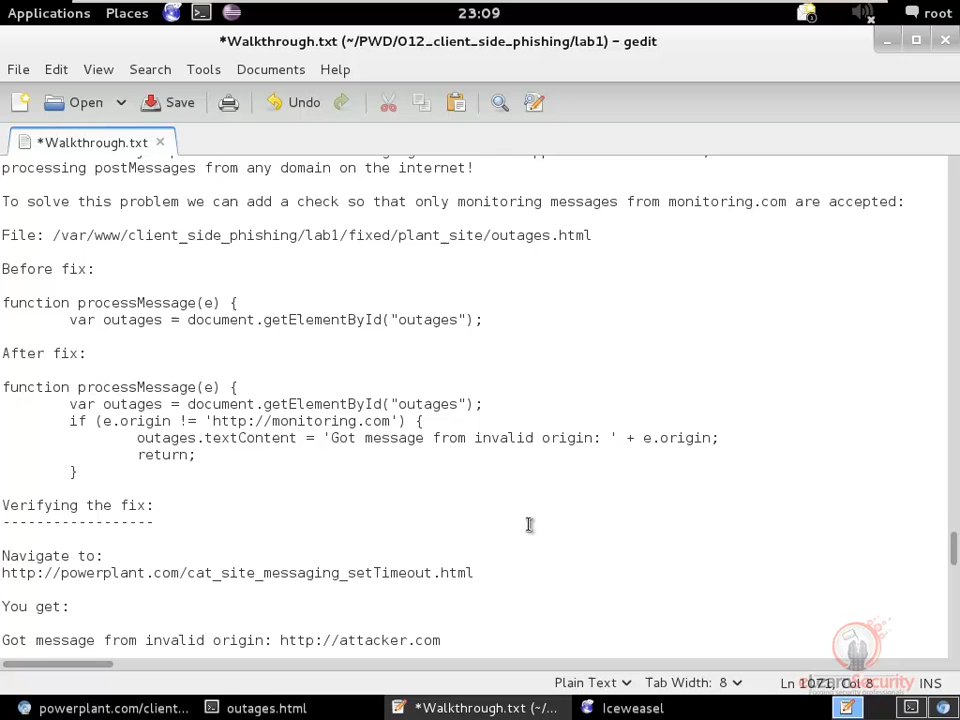 Applications Places 23:09 root
*Walkthrough.txt (~/PWD/012_client_side_phishing/lab1) – gedit
File Edit View Search Tools Documents Help
Open Save Undo
*Walkthrough.txt
processing postMessages from any domain on the internet!
To solve this problem we can add a check so that only monitoring messages from monitoring.com are accepted:
File: /var/www/client_side_phishing/lab1/fixed/plant_site/outages.html
Before fix:
function processMessage(e) {
var outages = document.getElementById("outages");
After fix:
function processMessage(e) {
var outages = document.getElementById("outages");
if (e.origin != 'http://monitoring.com') {
outages.textContent = 'Got message from invalid origin: ' + e.origin;
return;
}
Verifying the fix:
------------------
Navigate to:
http://powerplant.com/cat_site_messaging_setTimeout.html
You get:
Got message from invalid origin: http://attacker.com
eLearnSecurity
Forging security professionals
Plain Text Tab Width: 8 Ln 1071, Col 8 INS
powerplant.com/client... outages.html *Walkthrough.txt (~/... Iceweasel